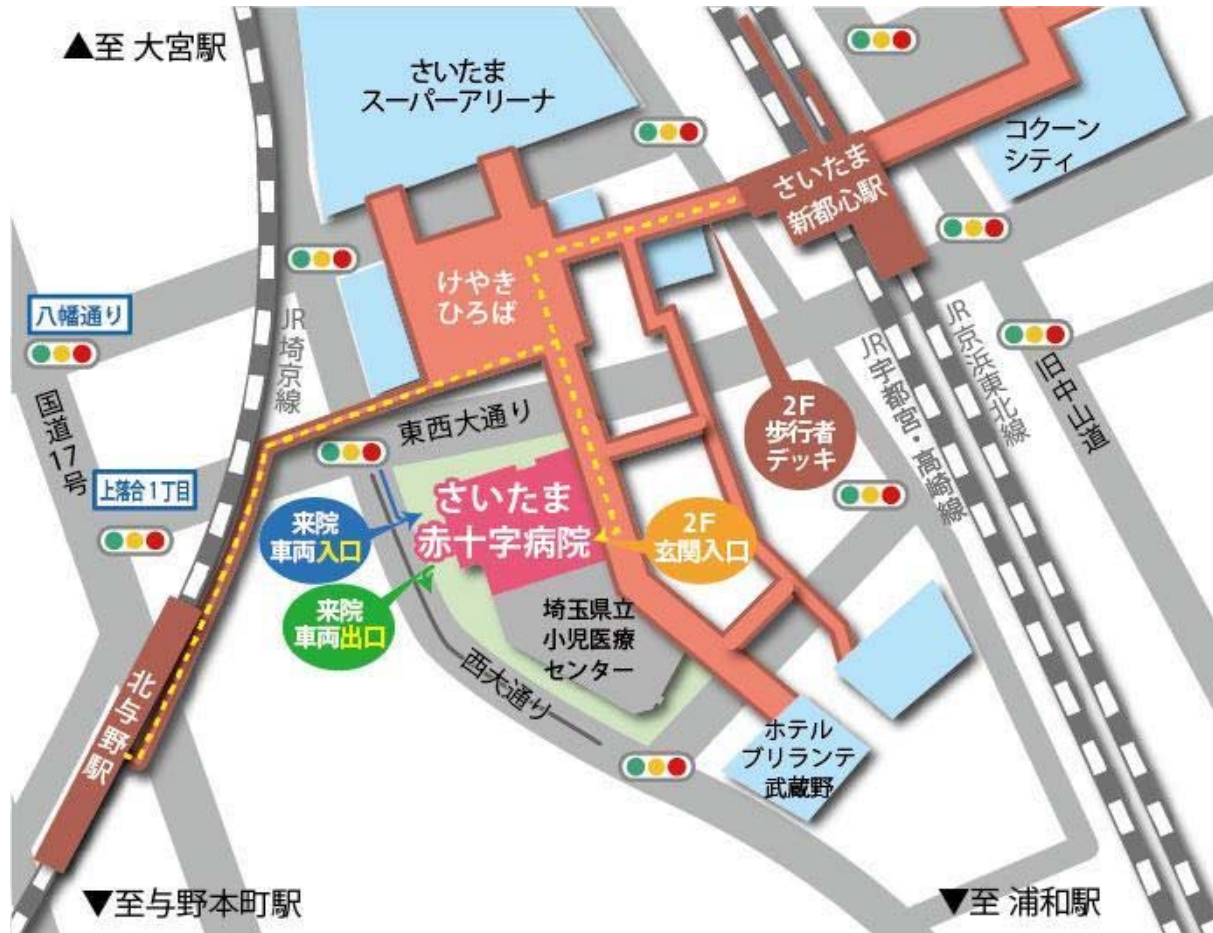 ▲至 大宮駅
さいたま
スーパーアリーナ
コクーン
シティ
さいたま
新都心駅
けやき
ひろば
八幡通り
JR埼京線
国道17号
上落合1丁目
東西大通り
2F
歩行者
デッキ
JR宇都宮・高崎線
JR京浜東北線
旧中山道
さいたま
赤十字病院
来院
車両入口
2F
玄関入口
来院
車両出口
埼玉県立
小児医療
センター
西大通り
北与野駅
ホテル
ブリランテ
武蔵野
▼至与野本町駅
▼至 浦和駅